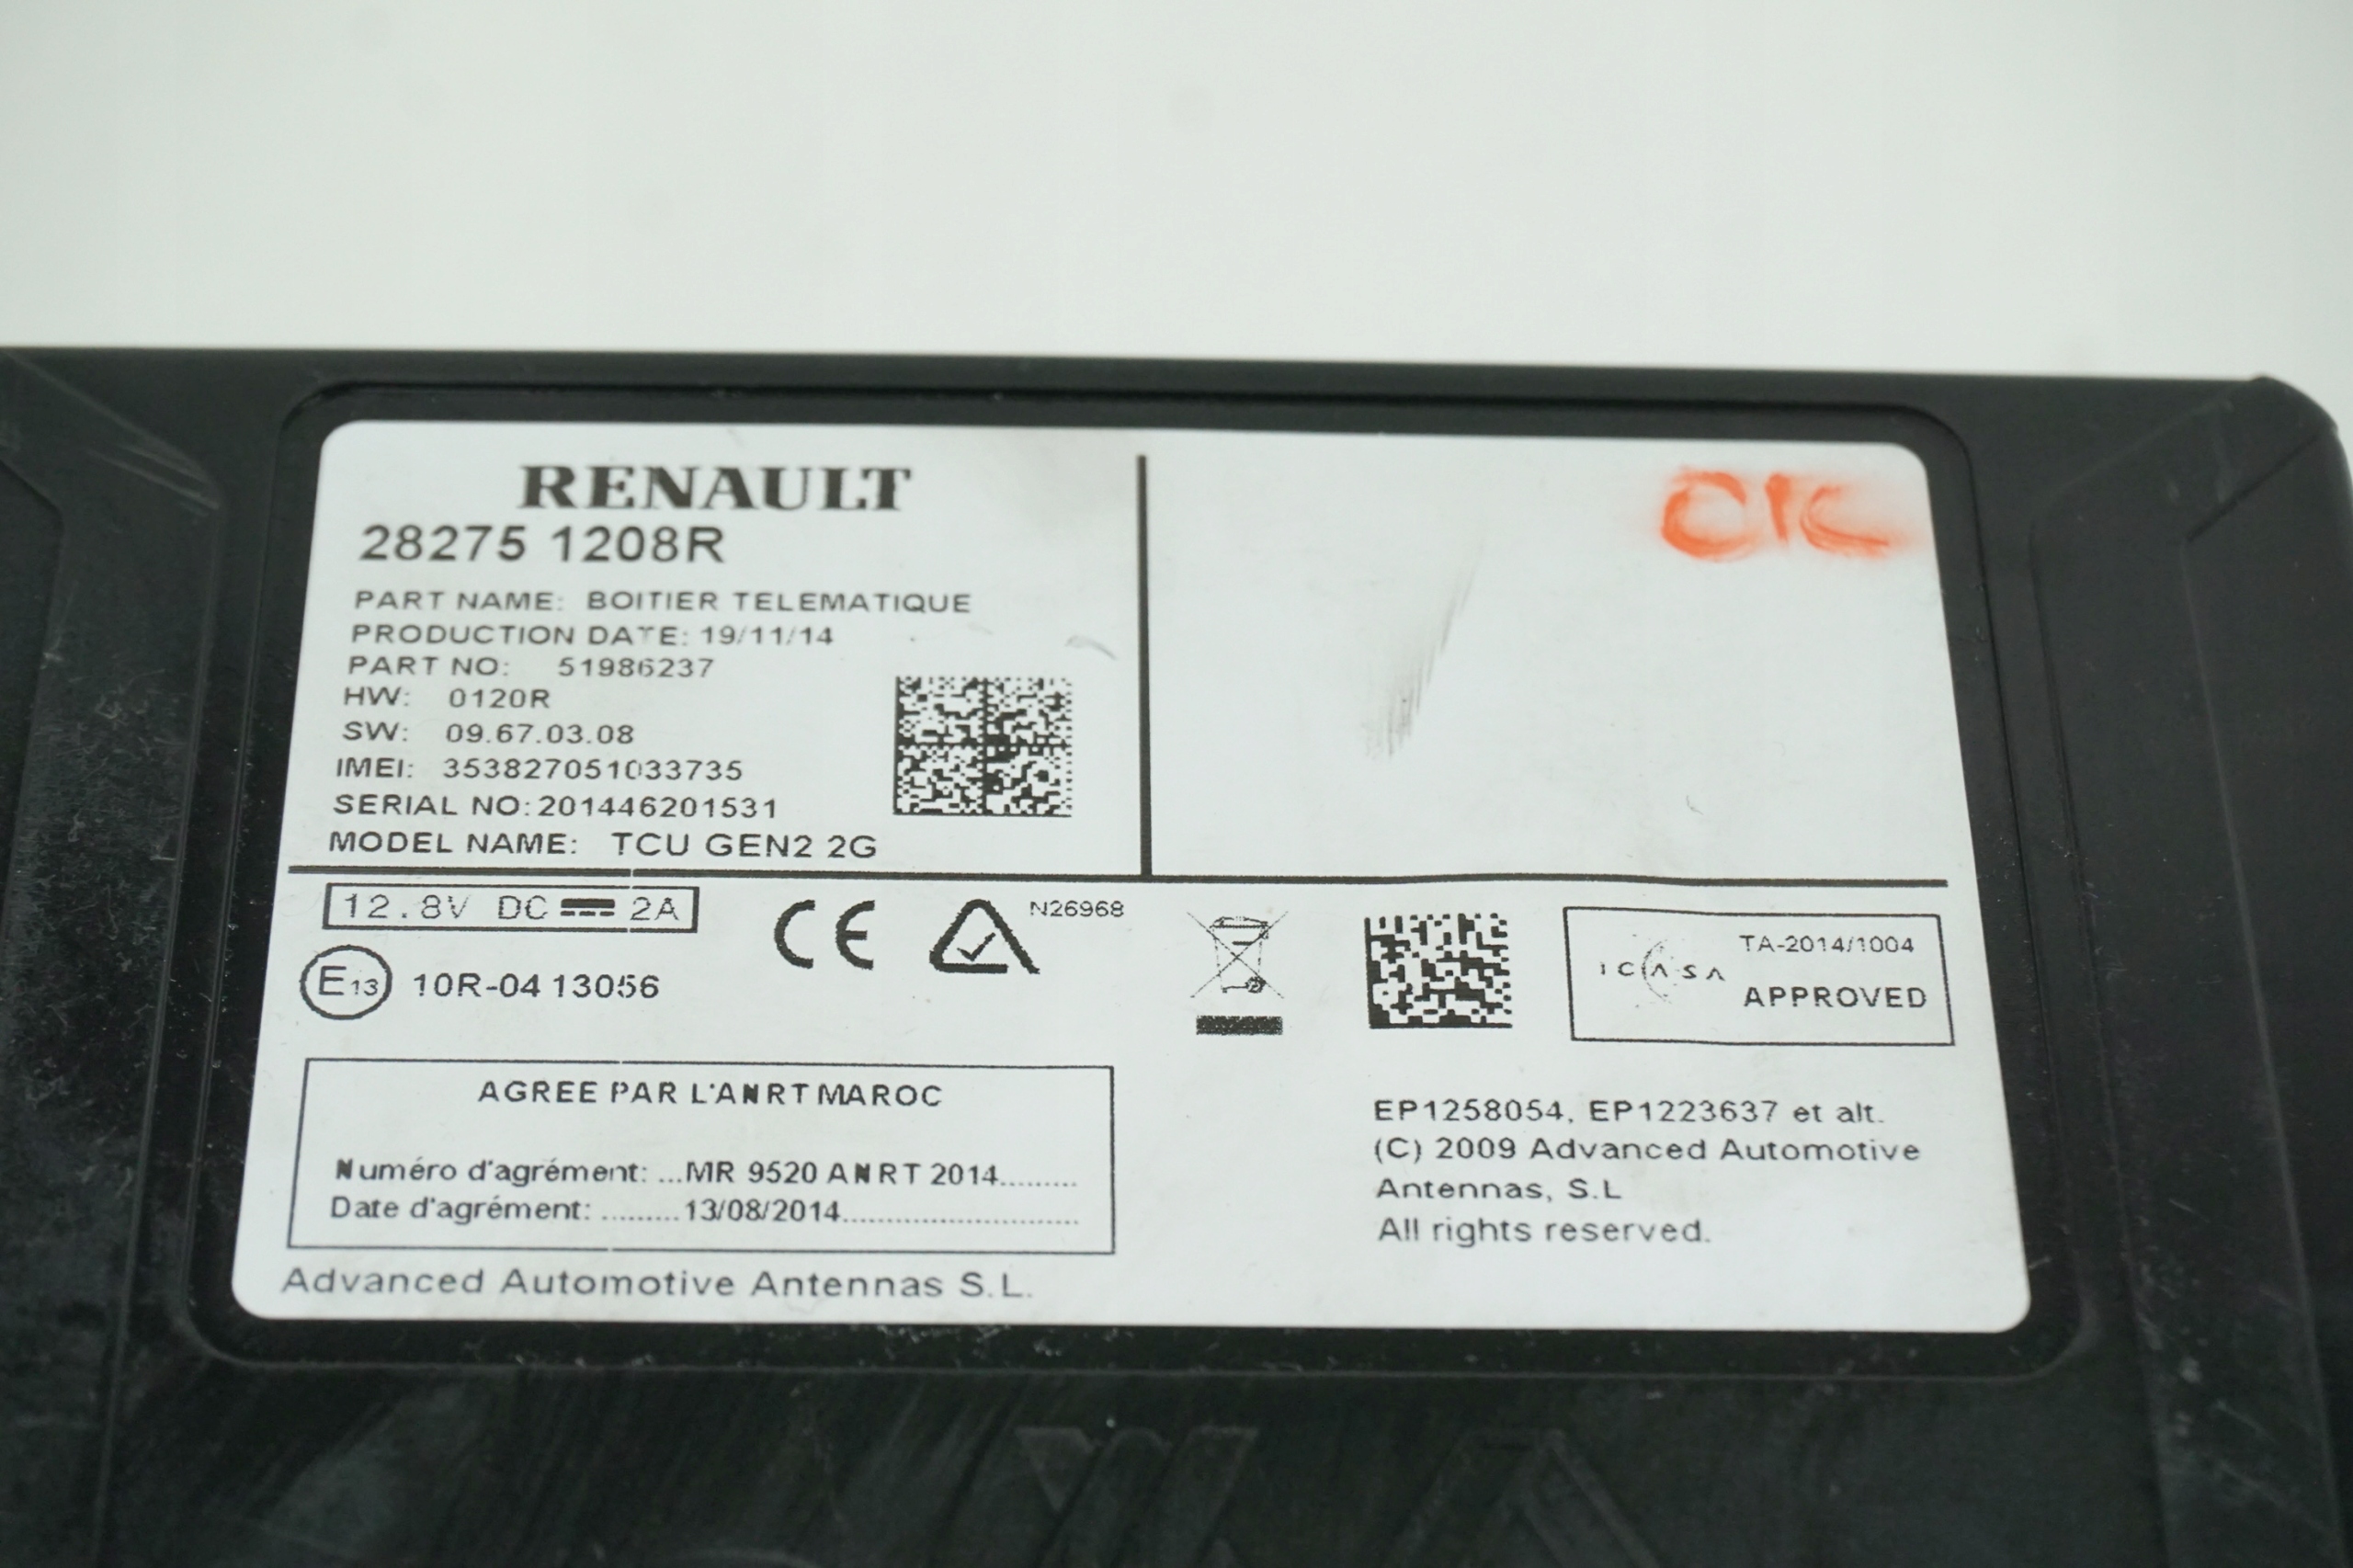 RENAULT
28275 1208R
PART NAME: BOITIER TELEMATIQUE
PRODUCTION DATE: 19/11/14
PART NO: 51986237
HW: 0120R
SW: 09.67.03.08
IMEI: 353827051033735
SERIAL NO:201446201531
MODEL NAME: TCU GEN2 2G
12.8V DC 2A
CE
N26968
E13 10R-04 13056
ICASA
TA-2014/1004
APPROVED
AGREE PAR L'ANRT MAROC
Numéro d'agrément: ...MR 9520 ANRT 2014.........
Date d'agrément: .........13/08/2014...........................
Advanced Automotive Antennas S.L.
EP1258054, EP1223637 et alt.
(C) 2009 Advanced Automotive
Antennas, S.L
All rights reserved.